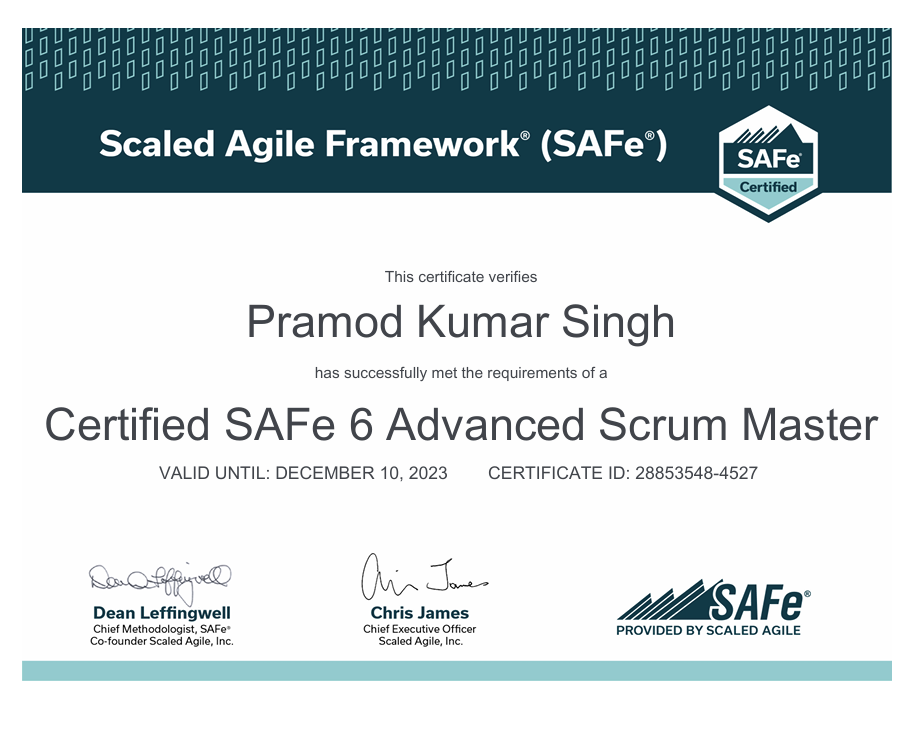 Scaled Agile Framework® (SAFe®)
SAFe®
Certified
This certificate verifies
Pramod Kumar Singh
has successfully met the requirements of a
Certified SAFe 6 Advanced Scrum Master
VALID UNTIL: DECEMBER 10, 2023 CERTIFICATE ID: 28853548-4527
Dean Leffingwell
Dean Leffingwell
Chief Methodologist, SAFe®
Co-founder Scaled Agile, Inc.
Chris James
Chris James
Chief Executive Officer
Scaled Agile, Inc.
SAFe®
PROVIDED BY SCALED AGILE